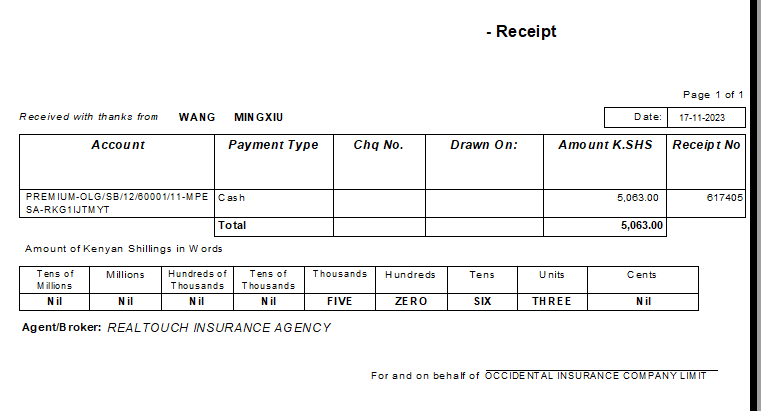 - Receipt
Page 1 of 1
Received with thanks from WANG MINGXIU Date: 17-11-2023
Account Payment Type Chq No. Drawn On: Amount K.SHS Receipt No
PREMIUM-OLG/SB/12/60001/11-MPE Cash 5,063.00 617405
SA-RKG1IJTMYT
Total 5,063.00
Amount of Kenyan Shillings in Words
Tens of Millions Hundreds of Tens of Thousands Hundreds Tens Units Cents
Millions Thousands Thousands
Nil Nil Nil Nil FIVE ZERO SIX THREE Nil
Agent/Broker: REALTOUCH INSURANCE AGENCY
For and on behalf of OCCIDENTAL INSURANCE COMPANY LIMIT